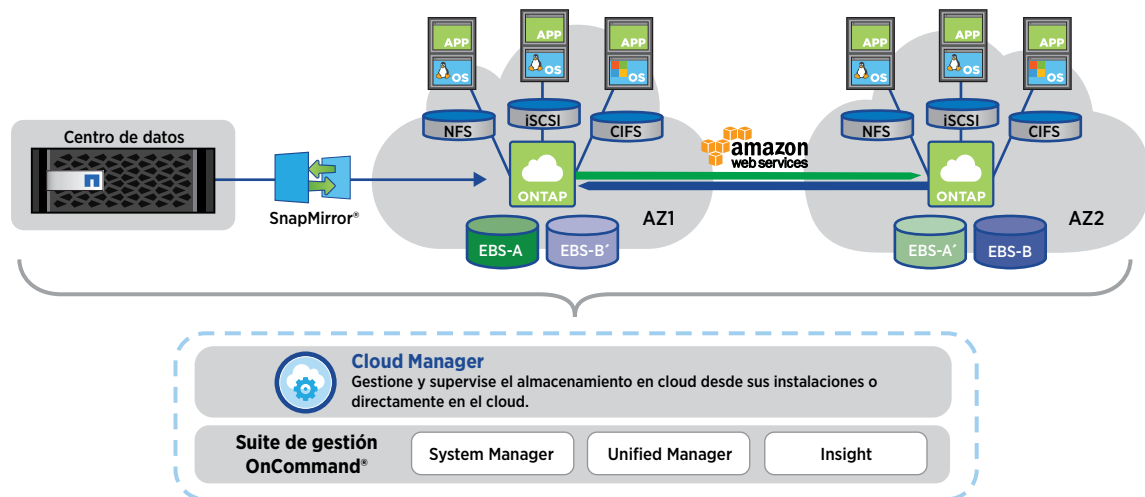 APP
OS
APP
OS
APP
OS
NFS
iSCSI
CIFS
ONTAP
AZ1
EBS-A
EBS-B´
APP
OS
APP
OS
APP
OS
NFS
iSCSI
CIFS
ONTAP
AZ2
EBS-A´
EBS-B
amazon
web services
Centro de datos
SnapMirror®
Cloud Manager
Gestione y supervise el almacenamiento en cloud desde sus instalaciones o
directamente en el cloud.
Suite de gestión
OnCommand®
System Manager
Unified Manager
Insight